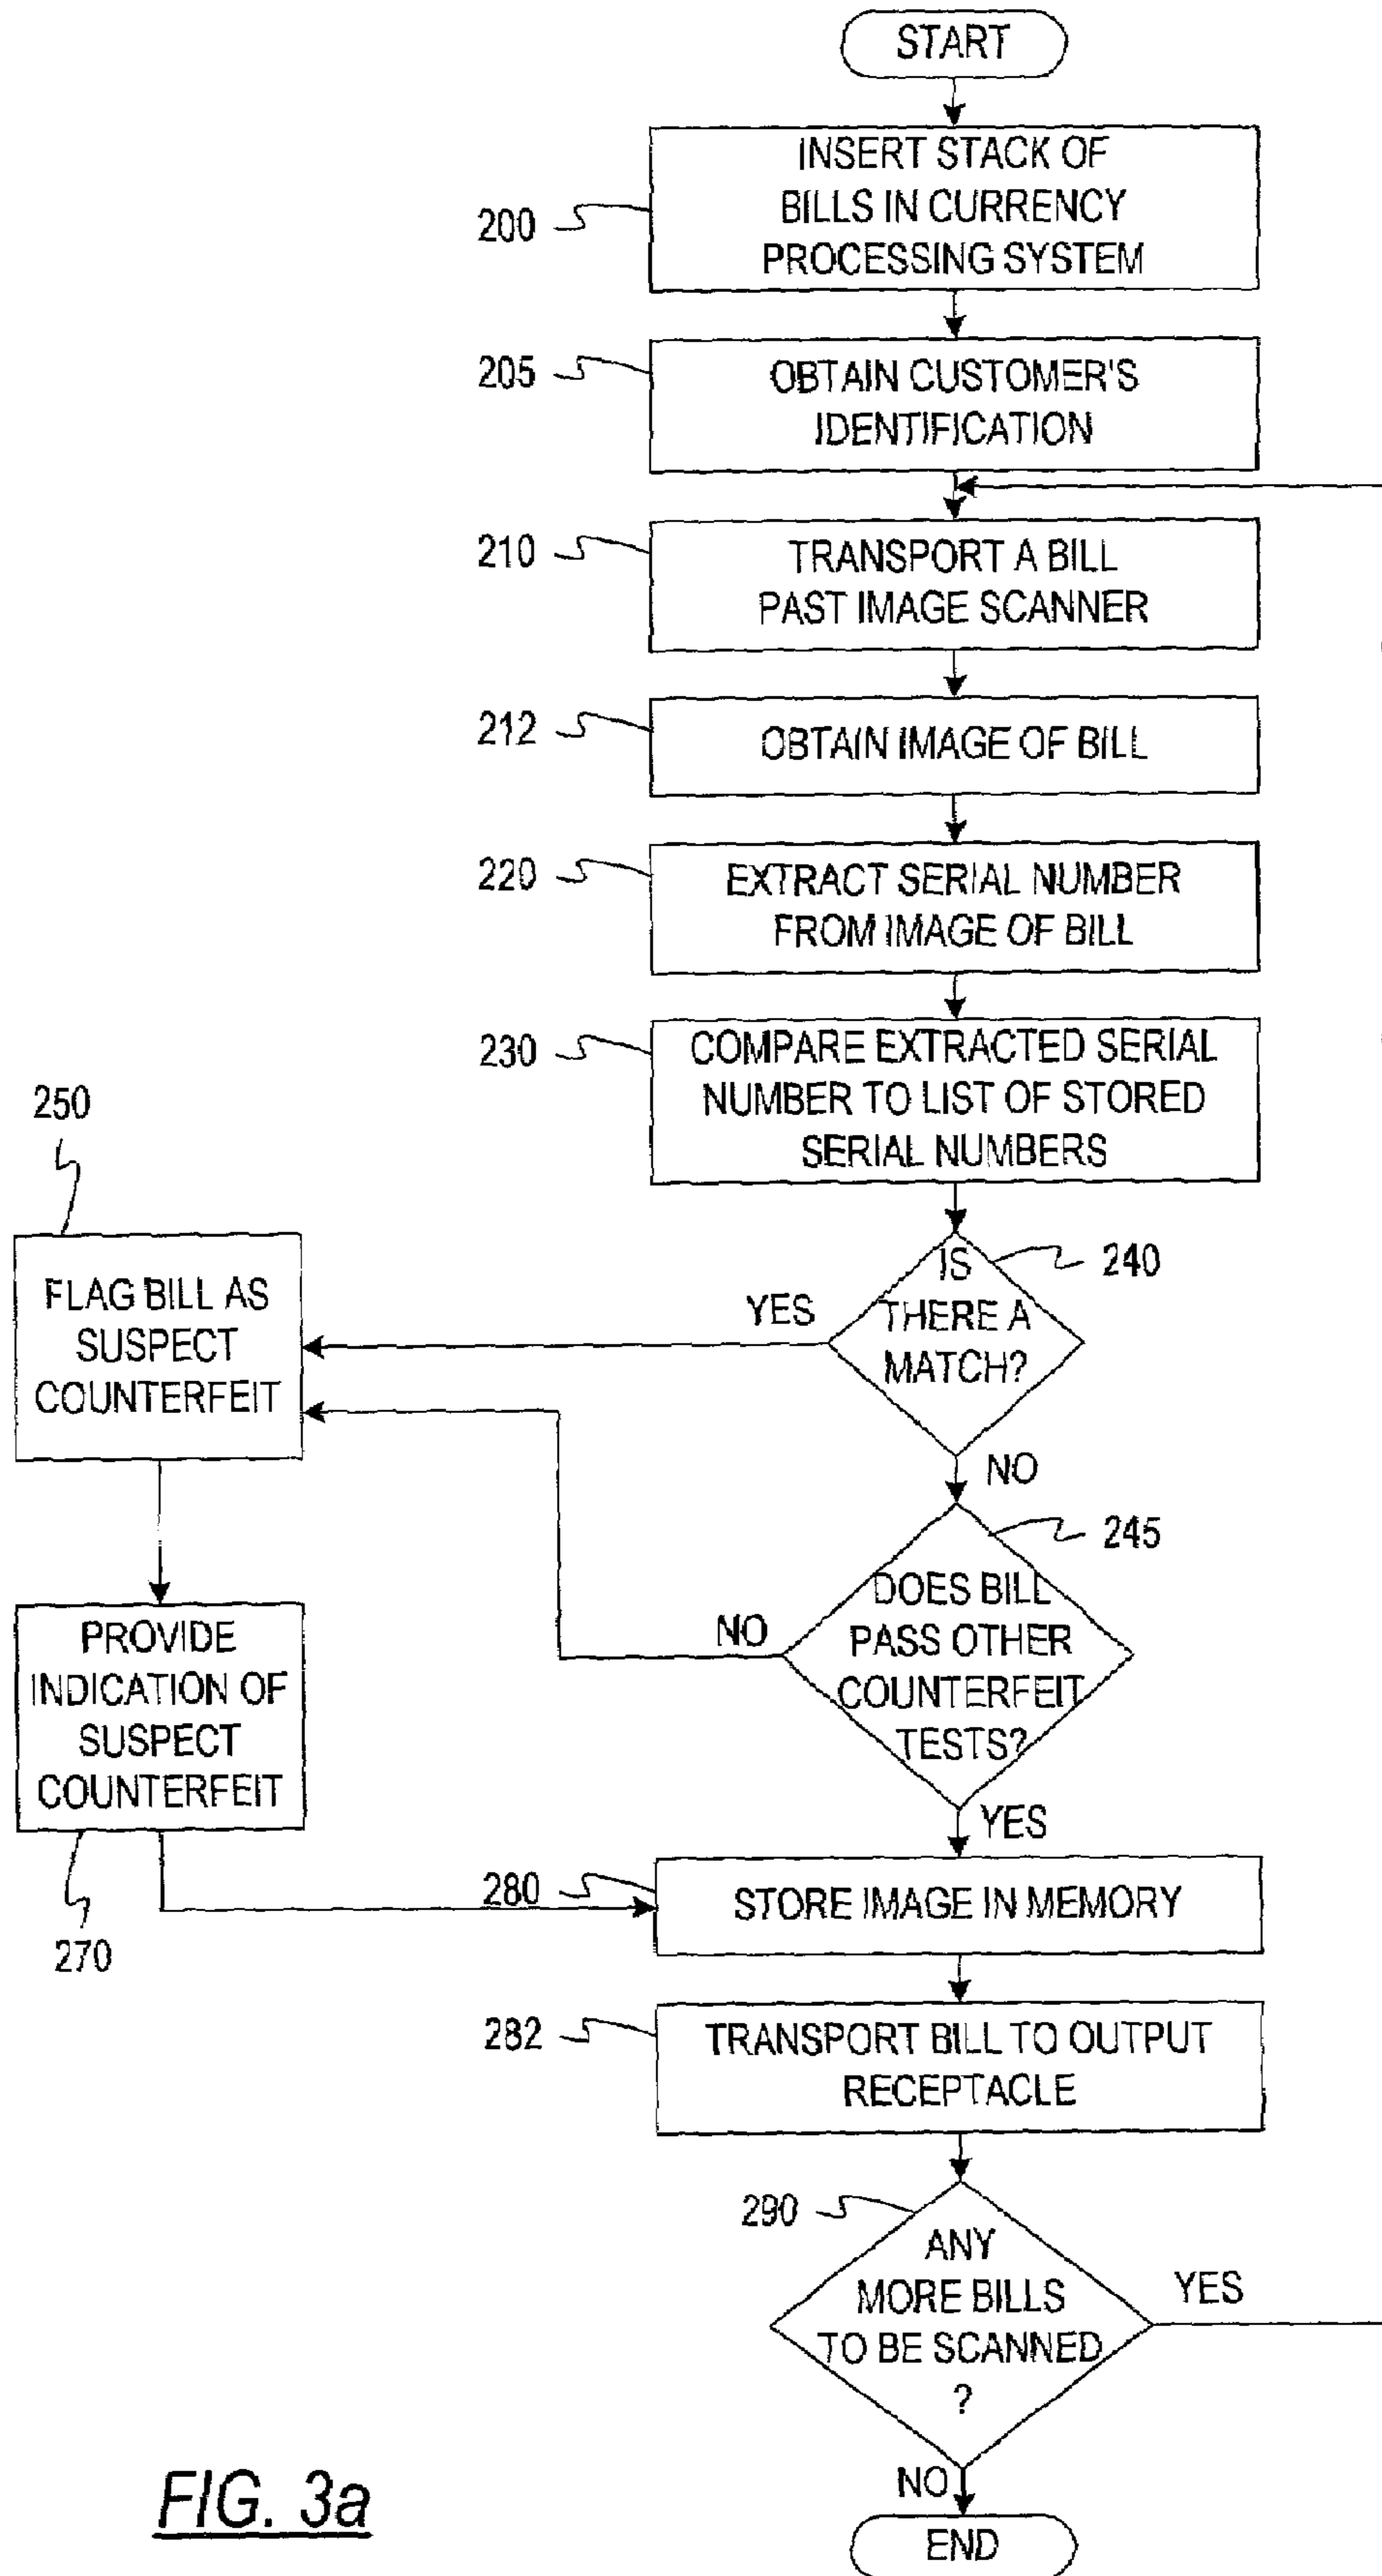 START
INSERT STACK OF
BILLS IN CURRENCY
PROCESSING SYSTEM
200
OBTAIN CUSTOMER'S
IDENTIFICATION
205
TRANSPORT A BILL
PAST IMAGE SCANNER
210
OBTAIN IMAGE OF BILL
212
EXTRACT SERIAL NUMBER
FROM IMAGE OF BILL
220
COMPARE EXTRACTED SERIAL
NUMBER TO LIST OF STORED
SERIAL NUMBERS
230
IS
THERE A
MATCH?
240
YES
NO
250
FLAG BILL AS
SUSPECT
COUNTERFEIT
DOES BILL
PASS OTHER
COUNTERFEIT
TESTS?
245
NO
YES
PROVIDE
INDICATION OF
SUSPECT
COUNTERFEIT
270
280
STORE IMAGE IN MEMORY
282
TRANSPORT BILL TO OUTPUT
RECEPTACLE
290
ANY
MORE BILLS
TO BE SCANNED
?
YES
NO
END
FIG. 3a